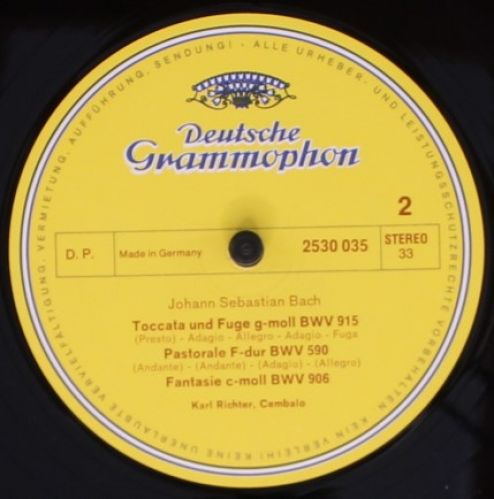 VERMIETUNG, AUFFÜHRUNG, SENDUNG! - ALLE URHEBER- UND LEISTUNGSSCHUTZRECHTE VORBEHALTEN. KEIN VERLEIH! KEINE UNERLAUBTE VERVIELFÄLTIGUNG,
Deutsche
Grammophon
2
D. P.
Made in Germany
2530 035
STEREO
33
Johann Sebastian Bach
Toccata und Fuge g-moll BWV 915
(Presto) - Adagio - Allegro - Adagio - Fuga
Pastorale F-dur BWV 590
(Andante) - (Andante) - (Adagio) - (Allegro)
Fantasie c-moll BWV 906
Karl Richter, Cembalo